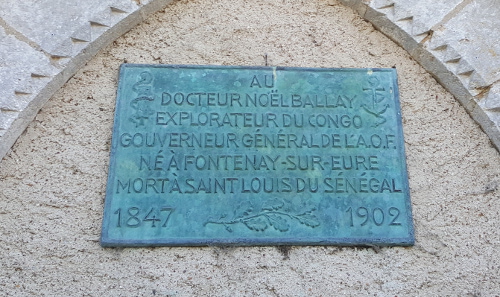 AU
DOCTEUR NOËL BALLAY
EXPLORATEUR DU CONGO
GOUVERNEUR GÉNÉRAL DE L'A.O.F.
NÉ À FONTENAY-SUR-EURE
MORT À SAINT LOUIS DU SÉNÉGAL
1847 1902